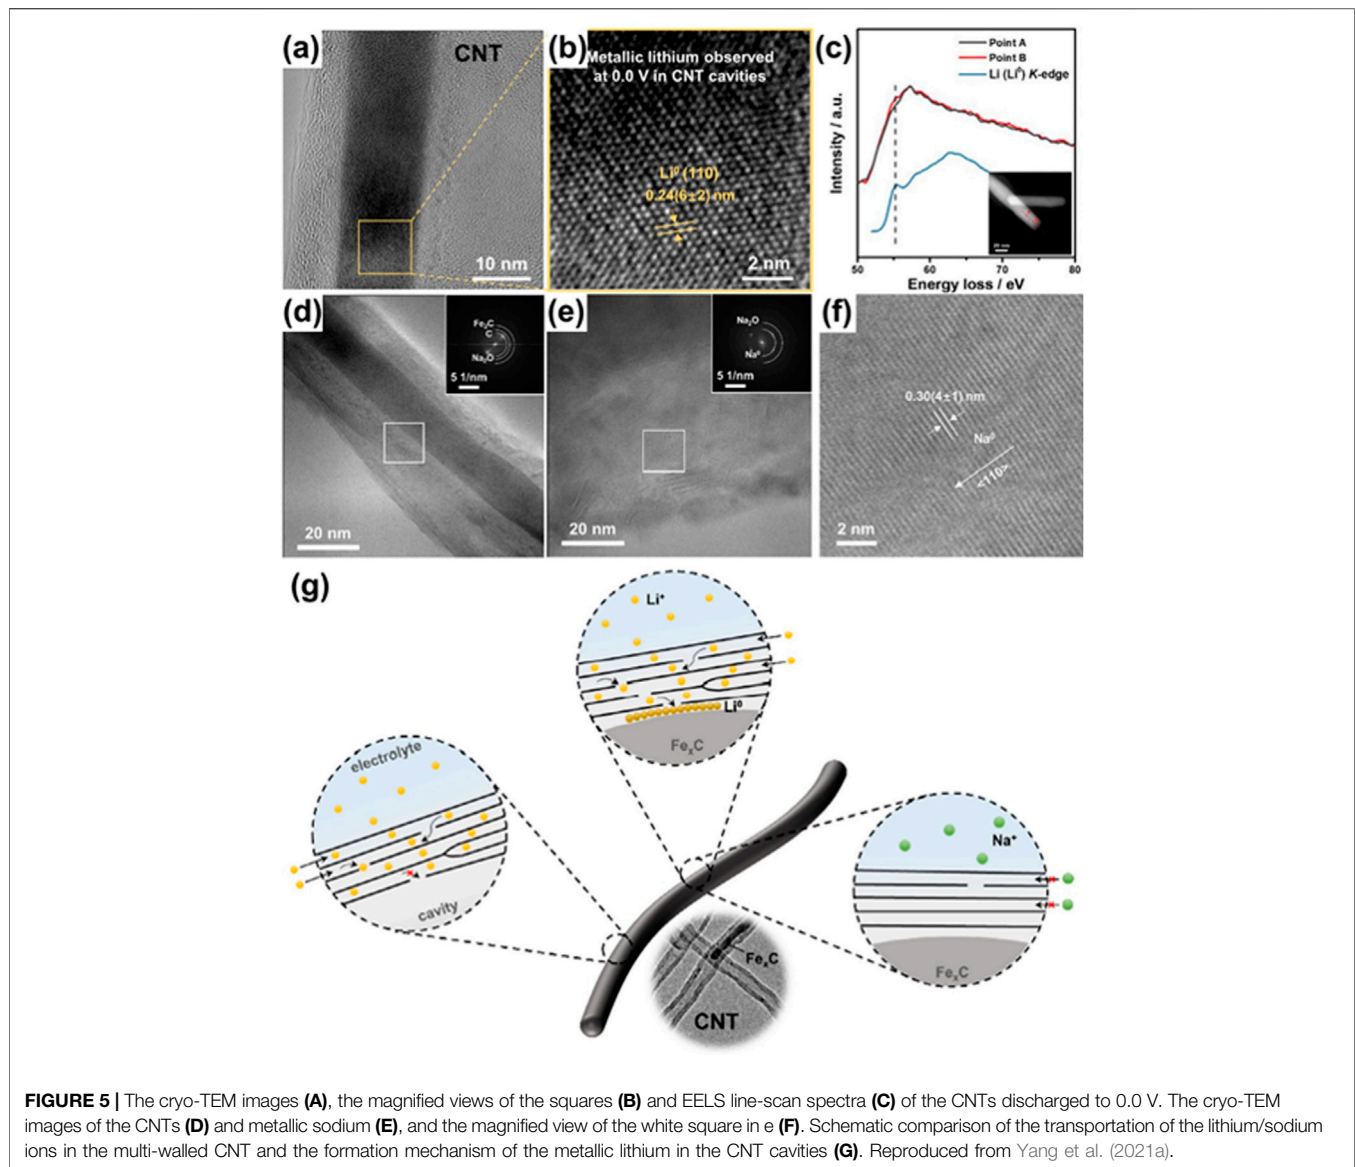 (a)
CNT
10 nm
(b)
Metallic lithium observed
at 0.0 V in CNT cavities
Li⁰ (110)
0.24(6±2) nm
2 nm
(c)
Point A
Point B
Li (Li⁰) K-edge
Intensity / a.u.
50 60 70 80
Energy loss / eV
(d)
C
Na₂O
5 1/nm
20 nm
(e)
Na₂O
Na⁰
5 1/nm
20 nm
(f)
0.30(4±1) nm
Na⁰
<110>
2 nm
(g)
Li⁺
Li⁰
FeₓC
electrolyte
cavity
Na⁺
FeₓC
FeₓC
CNT
FIGURE 5 | The cryo-TEM images (A), the magnified views of the squares (B) and EELS line-scan spectra (C) of the CNTs discharged to 0.0 V. The cryo-TEM
images of the CNTs (D) and metallic sodium (E), and the magnified view of the white square in e (F). Schematic comparison of the transportation of the lithium/sodium
ions in the multi-walled CNT and the formation mechanism of the metallic lithium in the CNT cavities (G). Reproduced from Yang et al. (2021a).